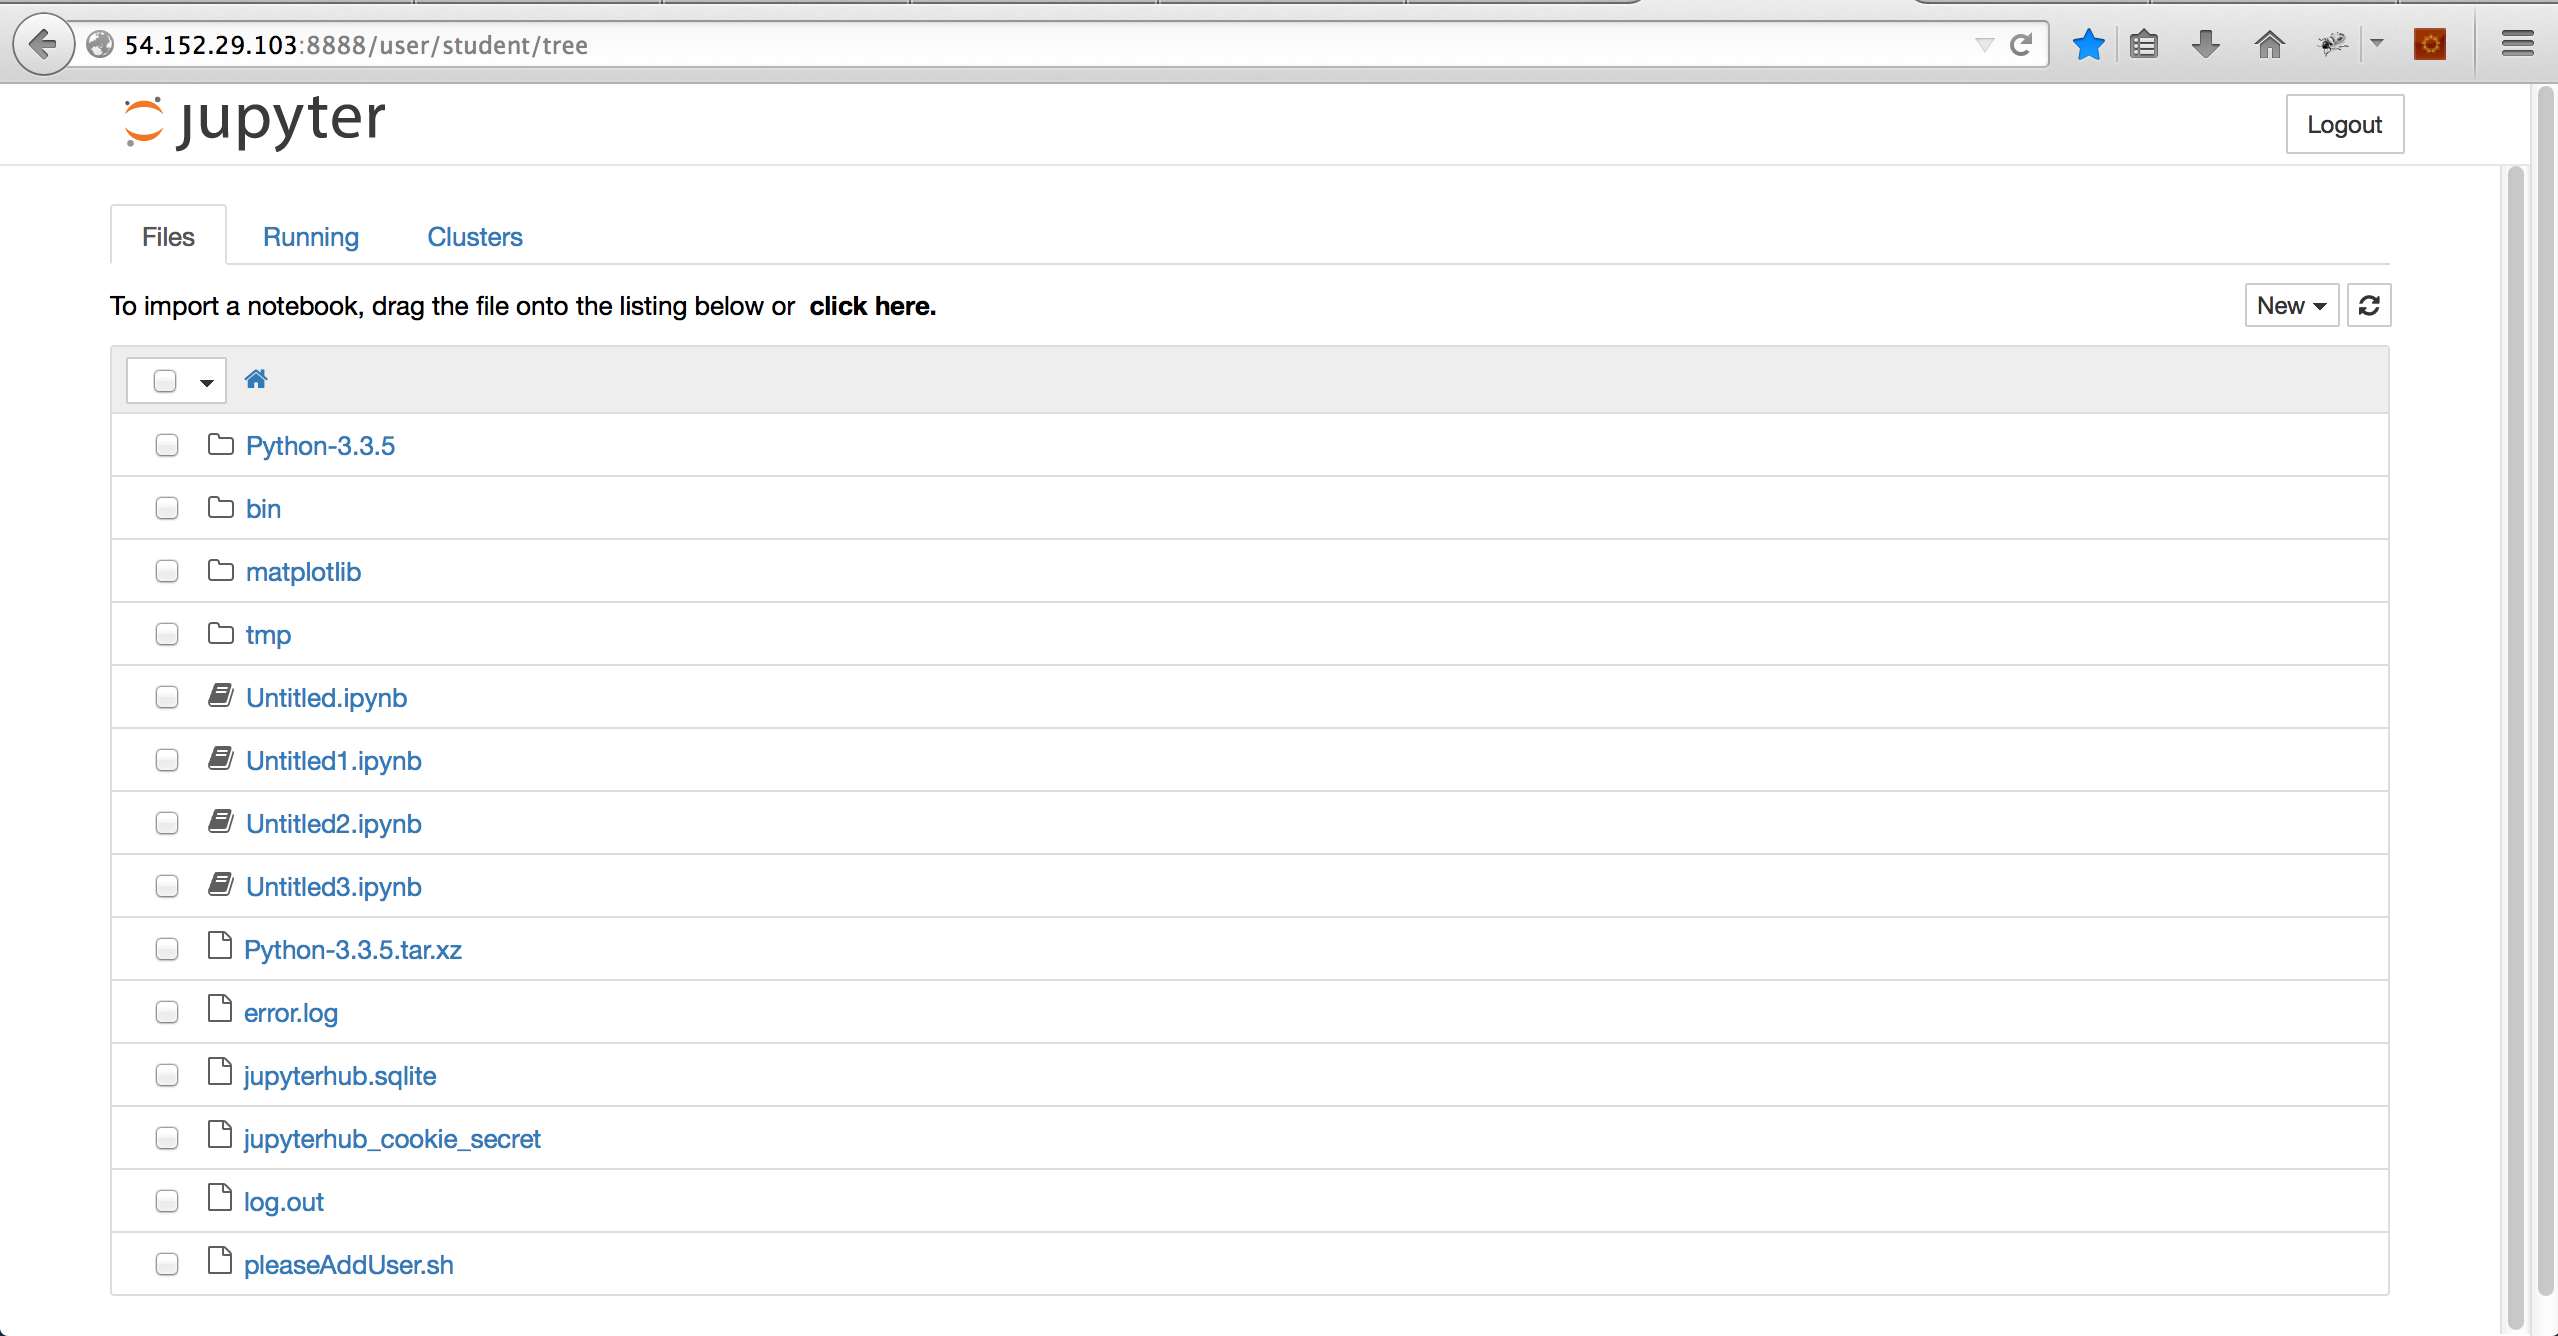 54.152.29.103:8888/user/student/tree
jupyter
Logout
Files Running Clusters
To import a notebook, drag the file onto the listing below or click here.
New
Python-3.3.5
bin
matplotlib
tmp
Untitled.ipynb
Untitled1.ipynb
Untitled2.ipynb
Untitled3.ipynb
Python-3.3.5.tar.xz
error.log
jupyterhub.sqlite
jupyterhub_cookie_secret
log.out
pleaseAddUser.sh